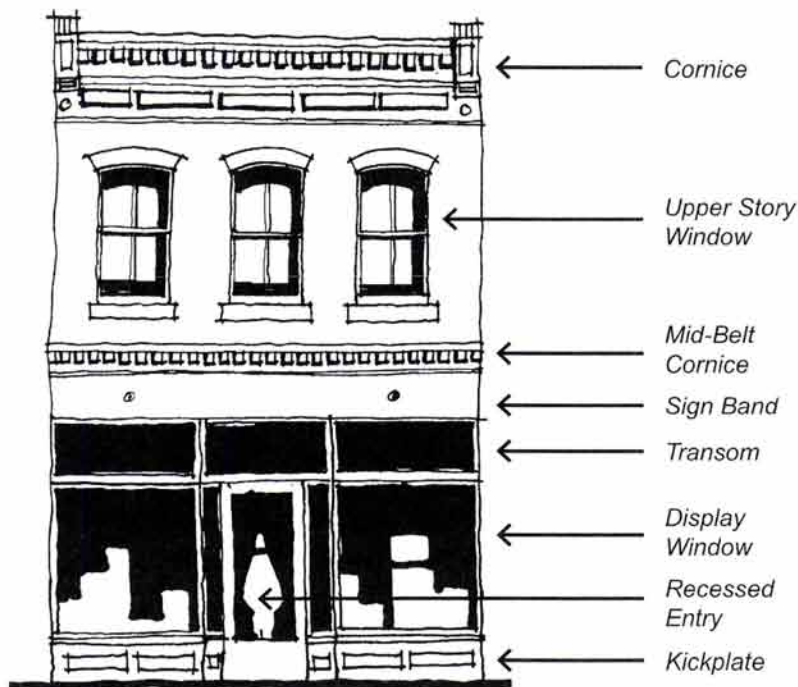 Cornice
Upper Story
Window
Mid-Belt
Cornice
Sign Band
Transom
Display
Window
Recessed
Entry
Kickplate